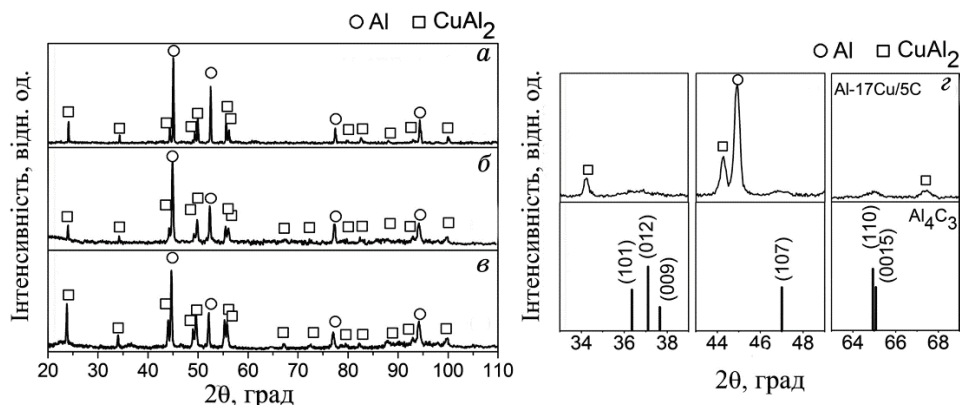 ○ Al □ CuAl₂
а
б
в
Інтенсивність, відн. од.
20 30 40 50 60 70 80 90 100 110
2θ, град
○ Al □ CuAl₂
Al-17Cu/5C
г
Al₄C₃
(101)
(012)
(009)
(107)
(110)
(0015)
Інтенсивність, відн. од.
34 36 38 44 46 48 64 66 68
2θ, град